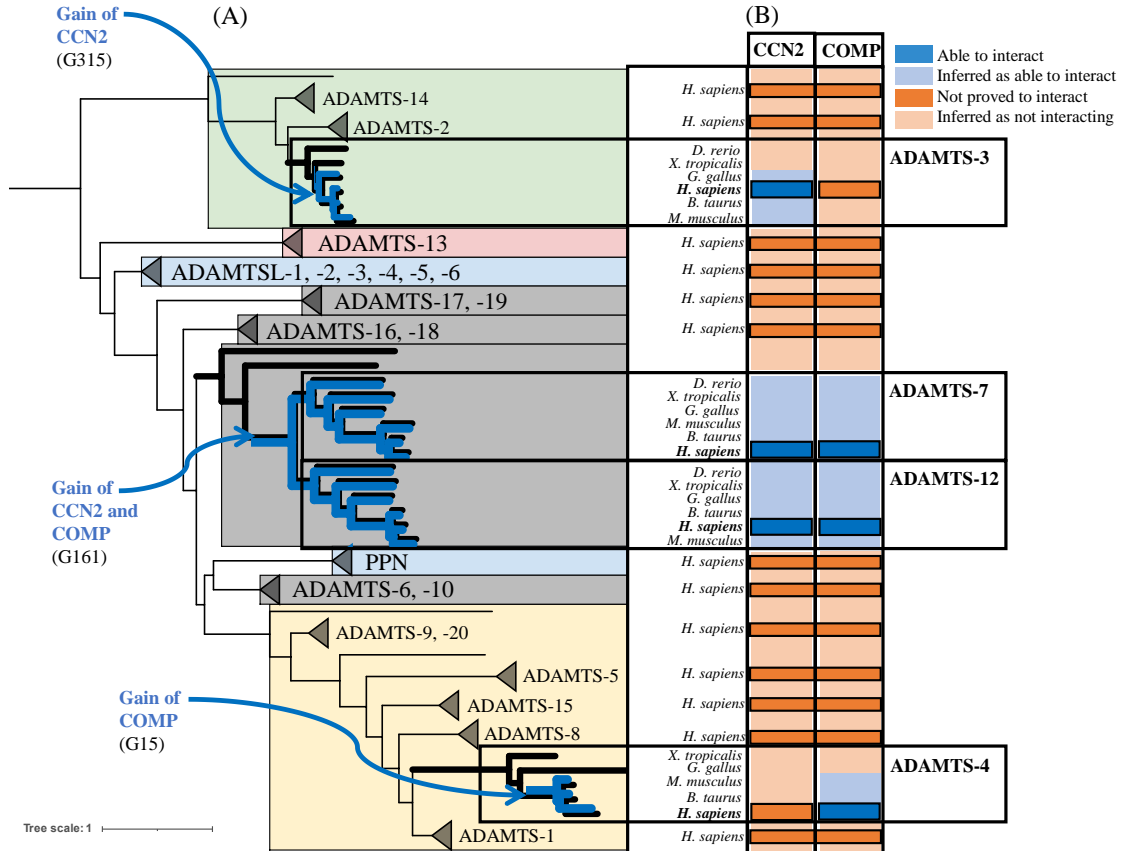 (A)
(B)
Gain of
CCN2
(G315)
CCN2
COMP
Able to interact
Inferred as able to interact
Not proved to interact
Inferred as not interacting
ADAMTS-14
H. sapiens
ADAMTS-2
H. sapiens
D. rerio
X. tropicalis
G. gallus
H. sapiens
B. taurus
M. musculus
ADAMTS-3
ADAMTS-13
H. sapiens
ADAMTSL-1, -2, -3, -4, -5, -6
H. sapiens
ADAMTS-17, -19
H. sapiens
ADAMTS-16, -18
H. sapiens
D. rerio
X. tropicalis
G. gallus
M. musculus
B. taurus
H. sapiens
ADAMTS-7
Gain of
CCN2 and
COMP
(G161)
D. rerio
X. tropicalis
G. gallus
B. taurus
H. sapiens
M. musculus
ADAMTS-12
PPN
H. sapiens
ADAMTS-6, -10
H. sapiens
ADAMTS-9, -20
H. sapiens
ADAMTS-5
H. sapiens
ADAMTS-15
H. sapiens
ADAMTS-8
H. sapiens
Gain of
COMP
(G15)
X. tropicalis
G. gallus
M. musculus
B. taurus
H. sapiens
ADAMTS-4
ADAMTS-1
H. sapiens
Tree scale: 1